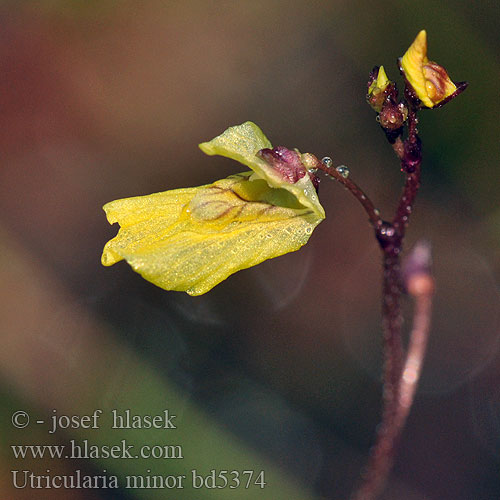 © - josef hlasek
www.hlasek.com
Utricularia minor bd5374